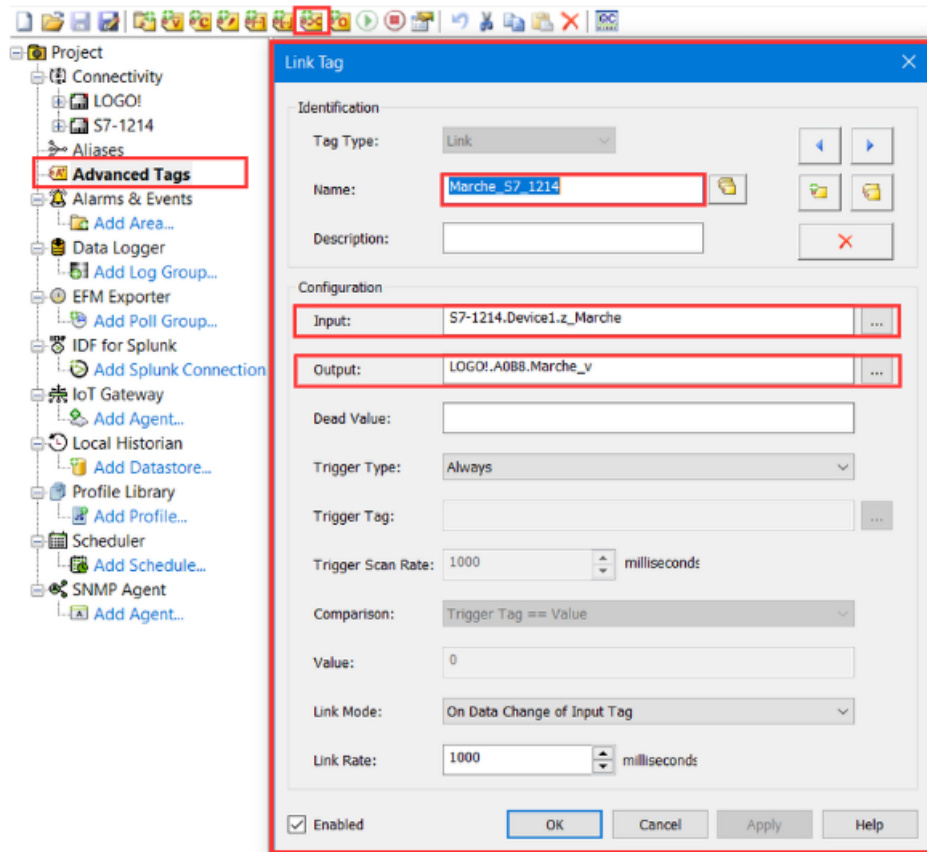 Project
Connectivity
LOGO!
S7-1214
Aliases
Advanced Tags
Alarms & Events
Add Area...
Data Logger
Add Log Group...
EFM Exporter
Add Poll Group...
IDF for Splunk
Add Splunk Connection
IoT Gateway
Add Agent...
Local Historian
Add Datastore...
Profile Library
Add Profile...
Scheduler
Add Schedule...
SNMP Agent
Add Agent...
Link Tag
Identification
Tag Type: Link
Name: Marche_S7_1214
Description:
Configuration
Input: S7-1214.Device1.z_Marche ...
Output: LOGO!.A0B8.Marche_v ...
Dead Value:
Trigger Type: Always
Trigger Tag: ...
Trigger Scan Rate: 1000 milliseconds
Comparison: Trigger Tag == Value
Value: 0
Link Mode: On Data Change of Input Tag
Link Rate: 1000 milliseconds
Enabled OK Cancel Apply Help